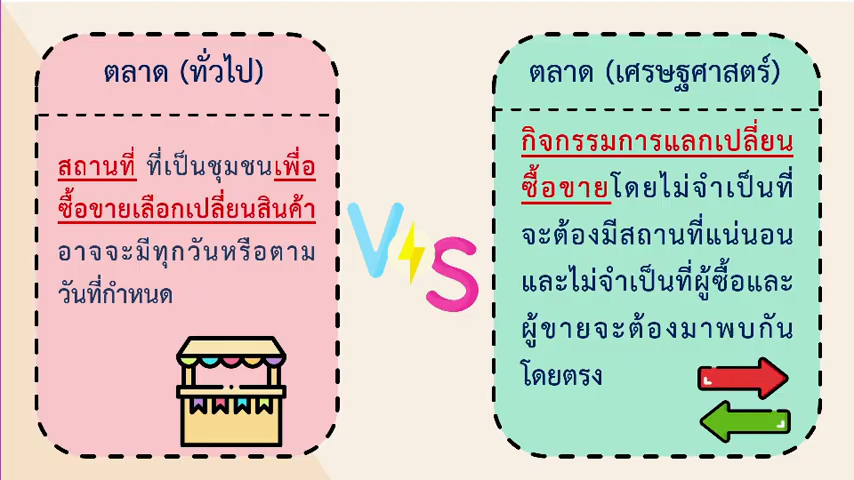 ตลาด (ทั่วไป)
สถานที่ ที่เป็นชุมชนเพื่อ
ซื้อขายเลือกเปลี่ยนสินค้า
อาจจะมีทุกวันหรือตาม
วันที่กำหนด
VS
ตลาด (เศรษฐศาสตร์)
กิจกรรมการแลกเปลี่ยน
ซื้อขายโดยไม่จำเป็นที่
จะต้องมีสถานที่แน่นอน
และไม่จำเป็นที่ผู้ซื้อและ
ผู้ขายจะต้องมาพบกัน
โดยตรง